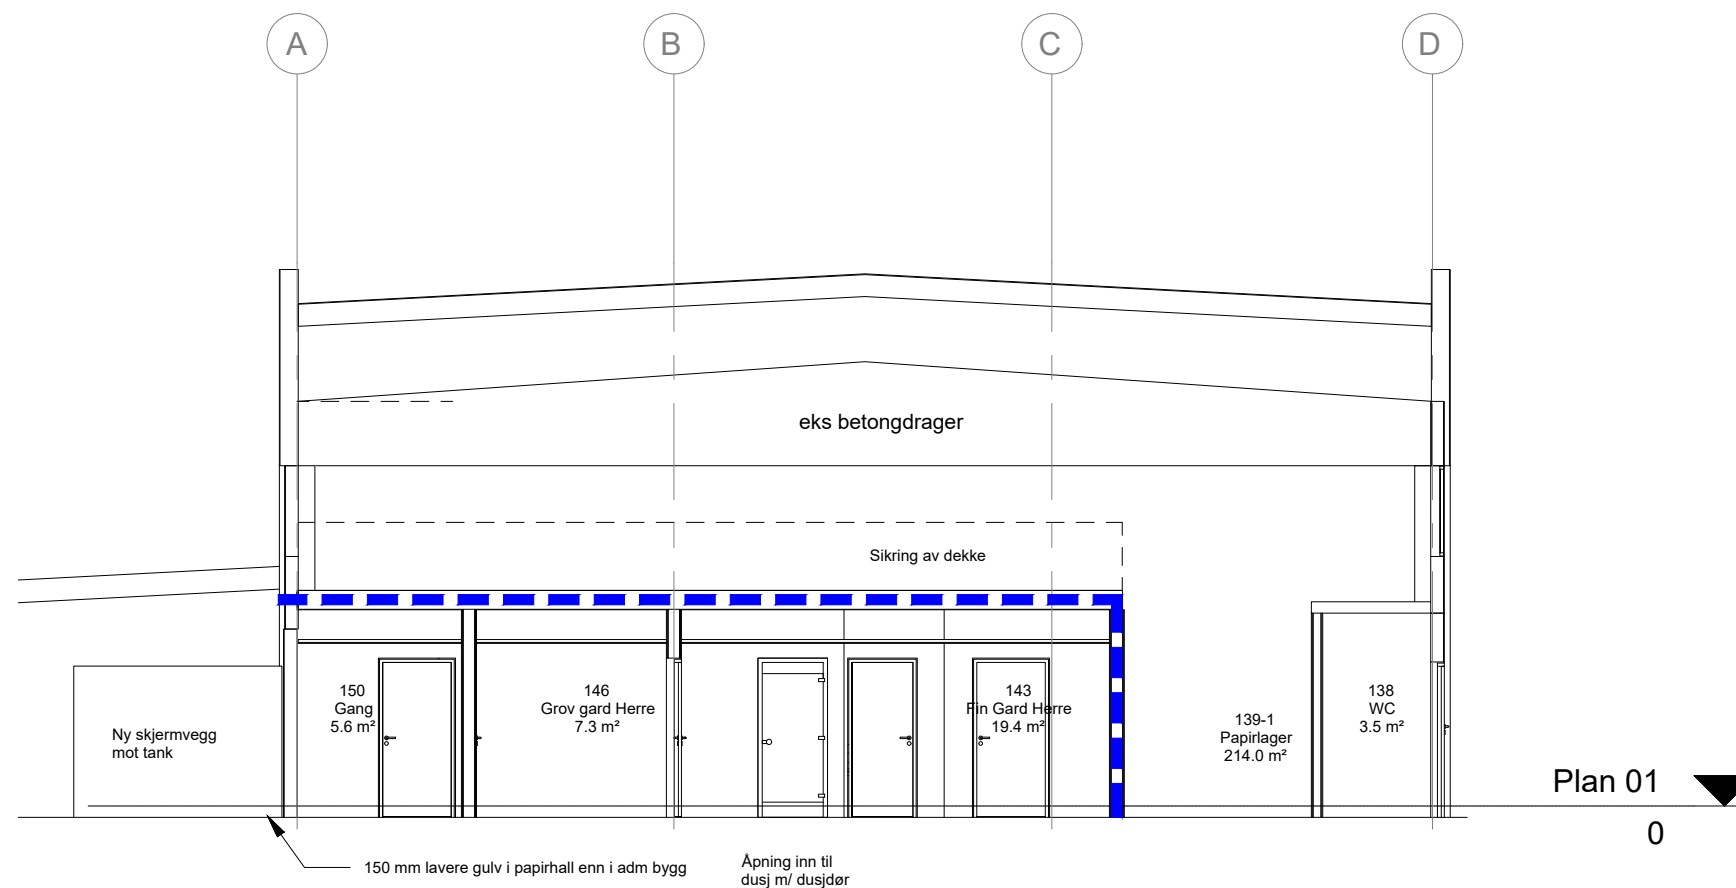 A
B
C
D
eks betongdrager
Sikring av dekke
150
Gang
5.6 m²
146
Grov gard Herre
7.3 m²
143
Fin Gard Herre
19.4 m²
139-1
Papirlager
214.0 m²
138
WC
3.5 m²
Ny skjermvegg
mot tank
Plan 01
0
150 mm lavere gulv i papirhall enn i adm bygg
Åpning inn til
dusj m/ dusjdør